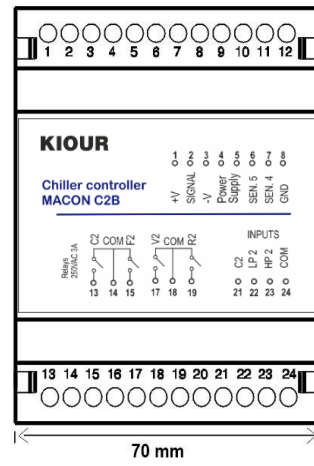 1 2 3 4 5 6 7 8 9 10 11 12
KIOUR
Chiller controller
MACON C2B
1 2 3 4 5 6 7 8
+V
SIGNAL
-V
Power
Supply
SEN. 5
SEN. 4
GND
Relays
250VAC 3A
C2 COM F2
V2 COM R2
13 14 15
17 18 19
INPUTS
C2
LP 2
HP 2
COM
21 22 23 24
13 14 15 16 17 18 19 20 21 22 23 24
70 mm